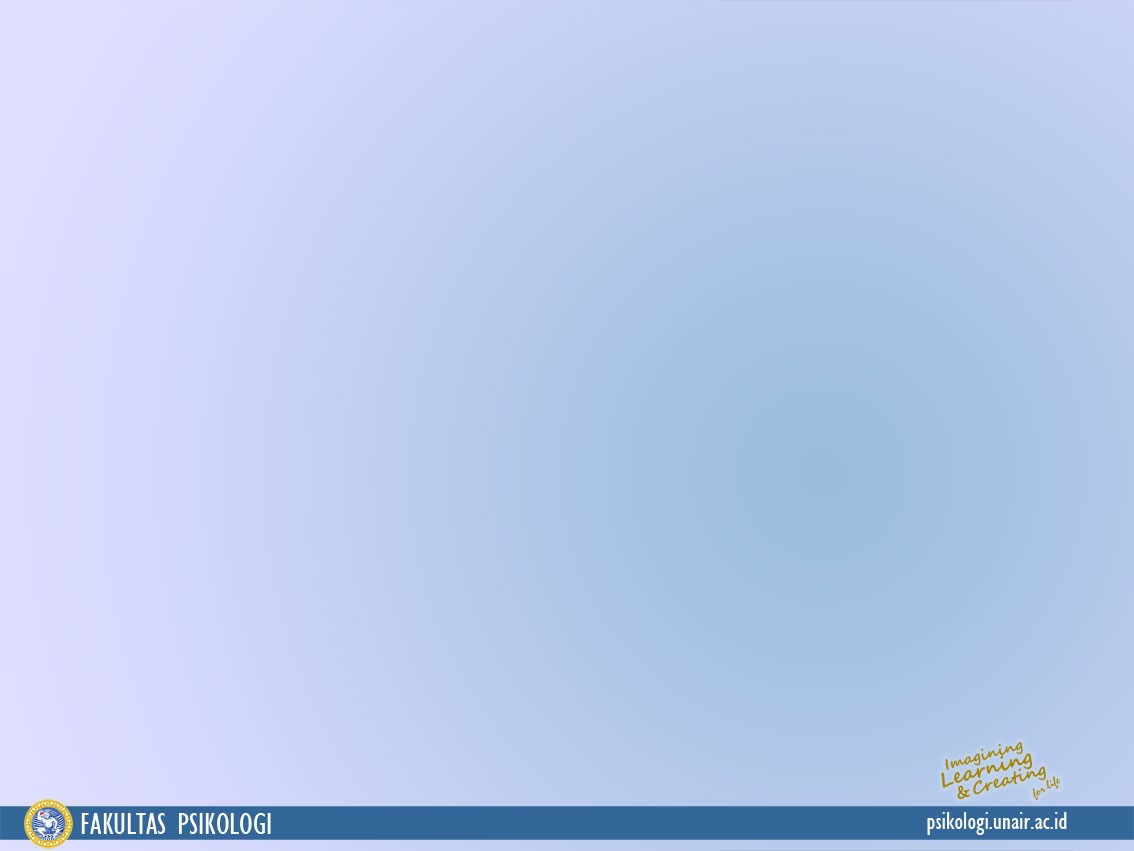 Imagining
Learning
& Creating
for life
FAKULTAS PSIKOLOGI
psikologi.unair.ac.id